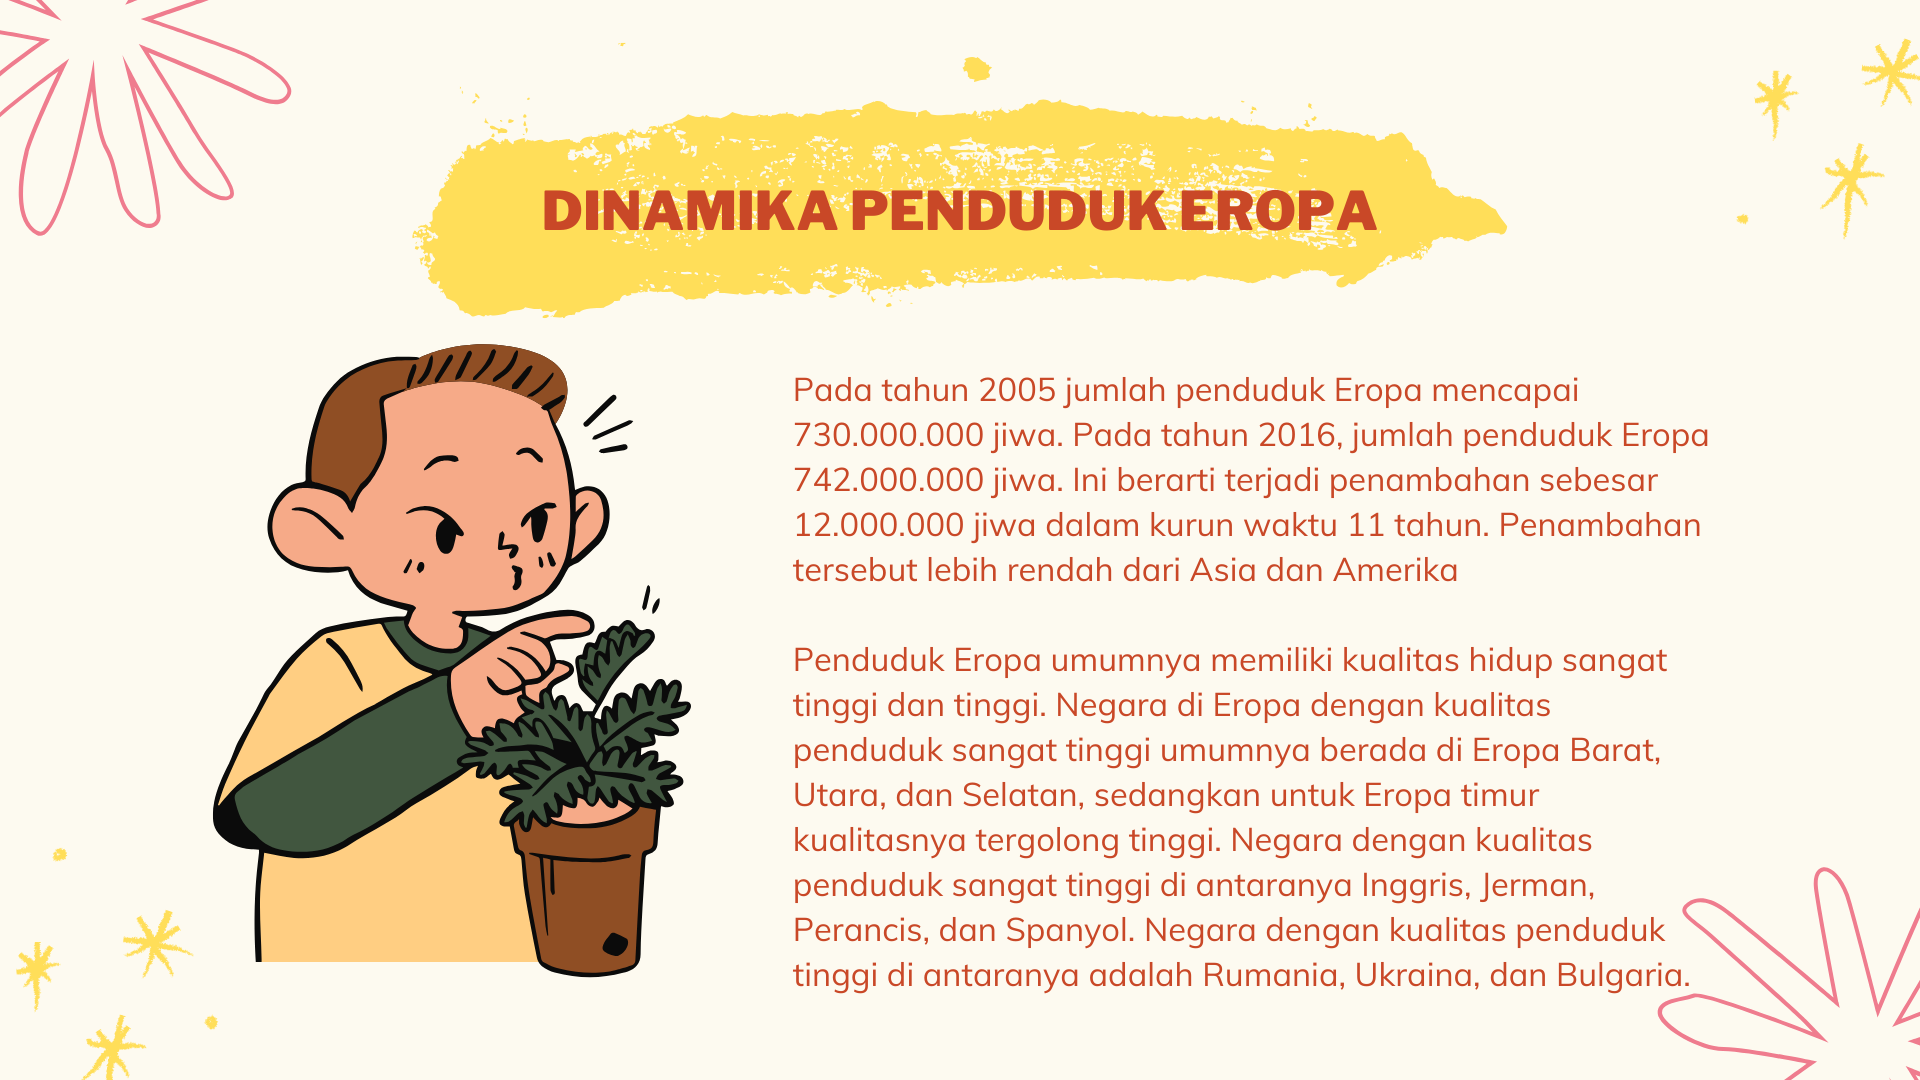 DINAMIKA PENDUDUK EROPA
Pada tahun 2005 jumlah penduduk Eropa mencapai
730.000.000 jiwa. Pada tahun 2016, jumlah penduduk Eropa
742.000.000 jiwa. Ini berarti terjadi penambahan sebesar
12.000.000 jiwa dalam kurun waktu 11 tahun. Penambahan
tersebut lebih rendah dari Asia dan Amerika
Penduduk Eropa umumnya memiliki kualitas hidup sangat
tinggi dan tinggi. Negara di Eropa dengan kualitas
penduduk sangat tinggi umumnya berada di Eropa Barat,
Utara, dan Selatan, sedangkan untuk Eropa timur
kualitasnya tergolong tinggi. Negara dengan kualitas
penduduk sangat tinggi di antaranya Inggris, Jerman,
Perancis, dan Spanyol. Negara dengan kualitas penduduk
tinggi di antaranya adalah Rumania, Ukraina, dan Bulgaria.